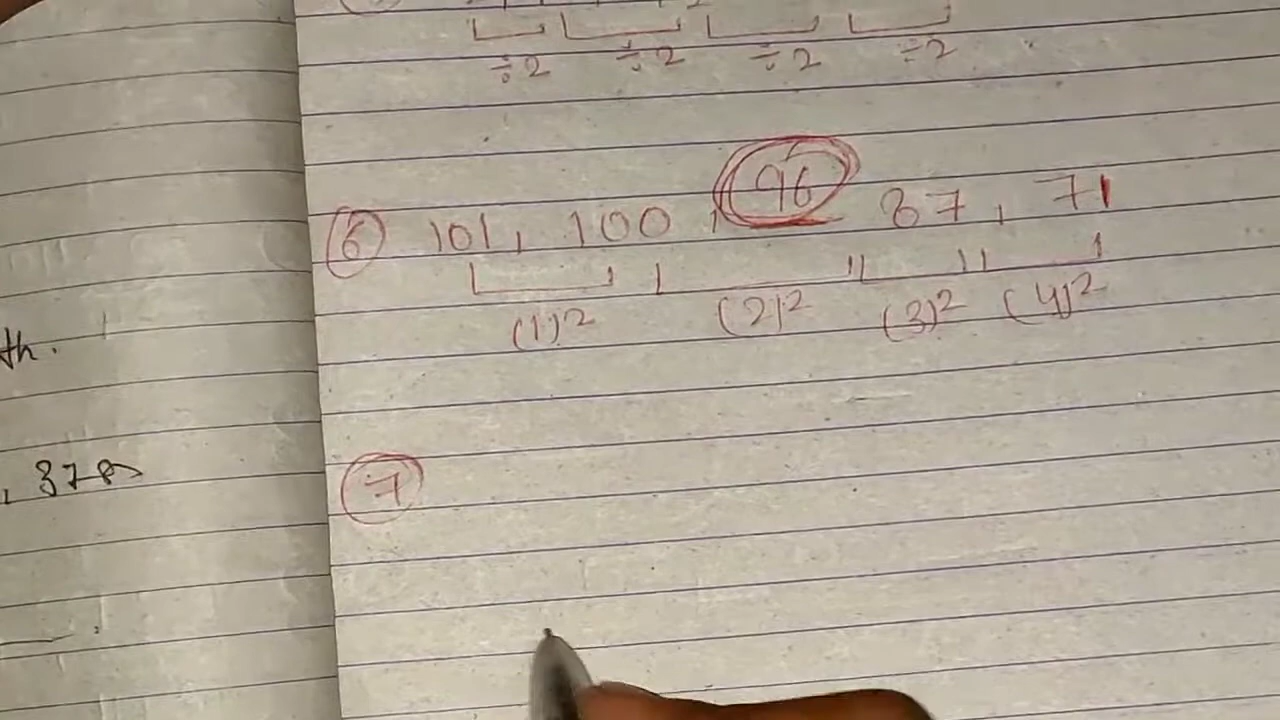 ÷2 ÷2 ÷2 ÷2
6 101, 100, 96 87, 71
(1)² (2)² (3)² (4)²
th.
, 378
7